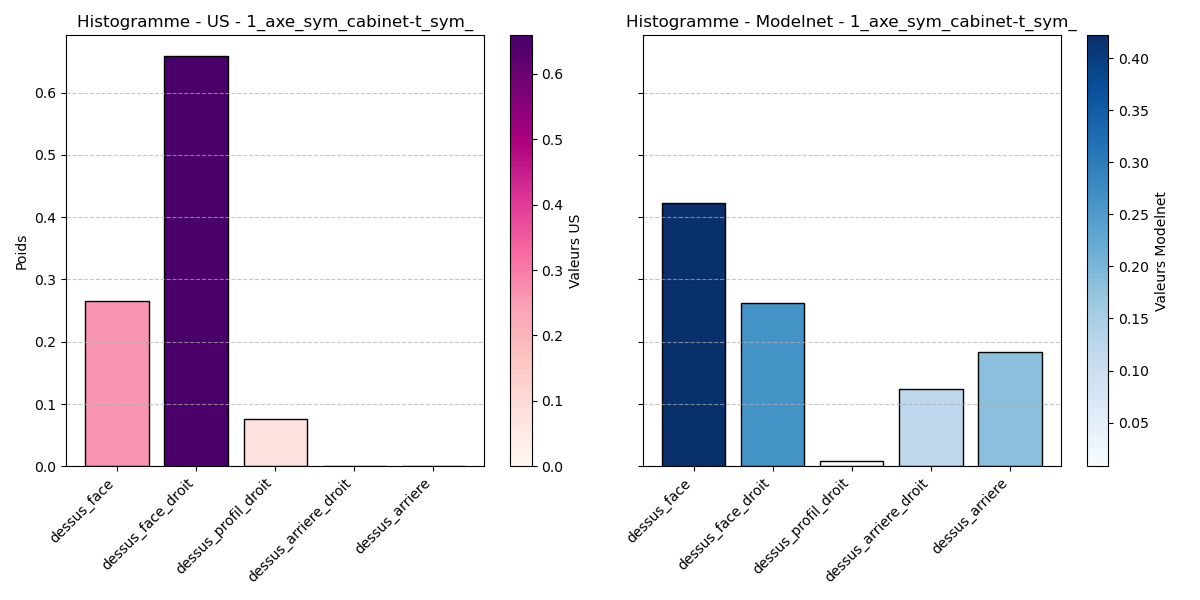 Histogramme - US - 1_axe_sym_cabinet-t_sym_
Poids
0.6
0.5
0.4
0.3
0.2
0.1
0.0
dessus_face
dessus_face_droit
dessus_profil_droit
dessus_arriere_droit
dessus_arriere
0.6
0.5
0.4
0.3
0.2
0.1
0.0
Valeurs US
Histogramme - Modelnet - 1_axe_sym_cabinet-t_sym_
dessus_face
dessus_face_droit
dessus_profil_droit
dessus_arriere_droit
dessus_arriere
0.40
0.35
0.30
0.25
0.20
0.15
0.10
0.05
Valeurs Modelnet